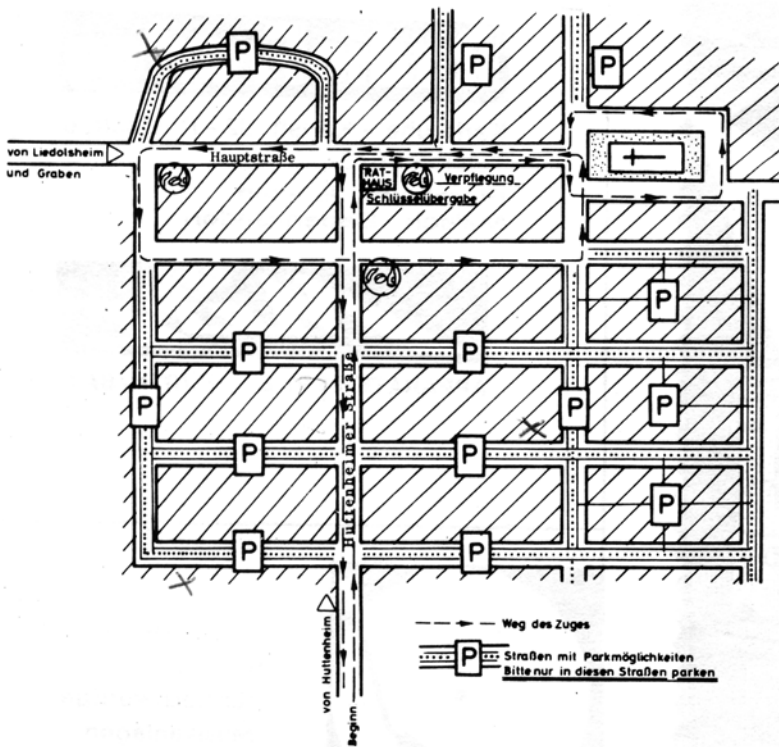 P
P
P
von Liedolsheim
und Graben
Hauptstraße
RAT-
HAUS
Verpflegung
Schlüsselübergabe
P
P
P
P
P
P
P
P
P
P
P
Huttenheimer Straße
von Huttenheim
Beginn
Weg des Zuges
P
Straßen mit Parkmöglichkeiten
Bitte nur in diesen Straßen parken